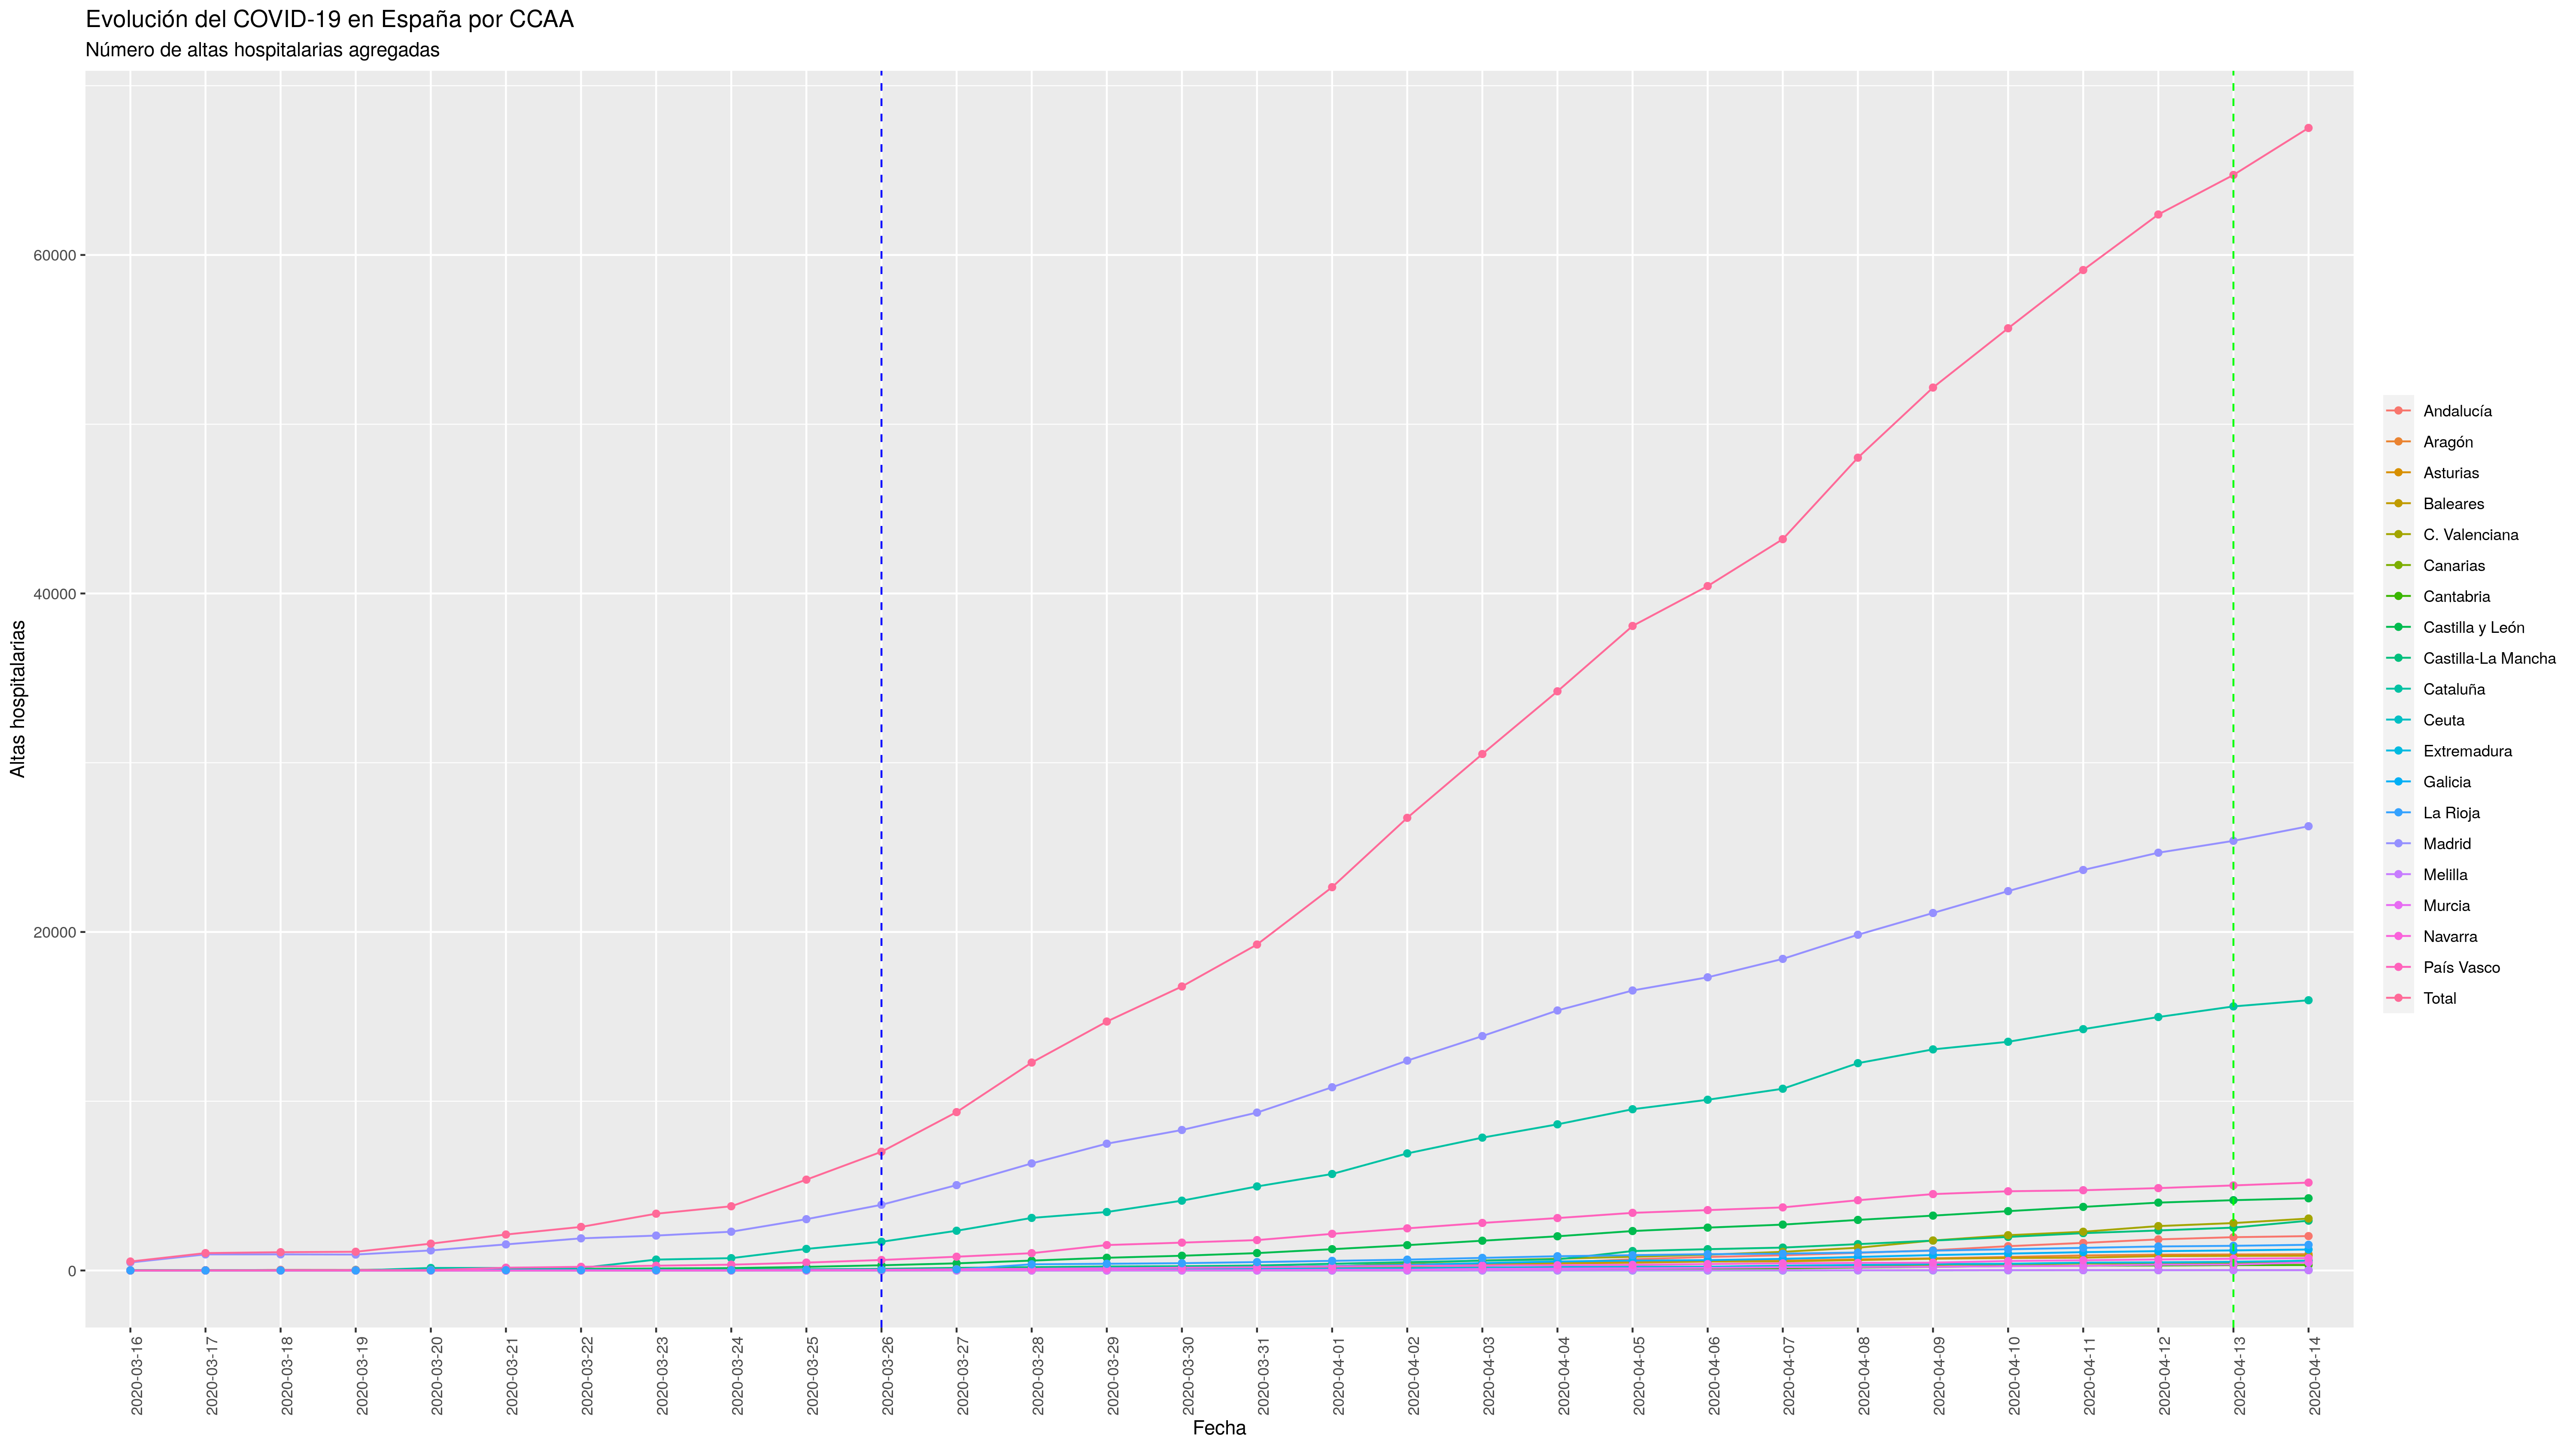 Evolución del COVID-19 en España por CCAA
Número de altas hospitalarias agregadas
Altas hospitalarias
60000
40000
20000
0
2020-03-16
2020-03-17
2020-03-18
2020-03-19
2020-03-20
2020-03-21
2020-03-22
2020-03-23
2020-03-24
2020-03-25
2020-03-26
2020-03-27
2020-03-28
2020-03-29
2020-03-30
2020-03-31
2020-04-01
2020-04-02
2020-04-03
2020-04-04
2020-04-05
2020-04-06
2020-04-07
2020-04-08
2020-04-09
2020-04-10
2020-04-11
2020-04-12
2020-04-13
2020-04-14
Fecha
Andalucía
Aragón
Asturias
Baleares
C. Valenciana
Canarias
Cantabria
Castilla y León
Castilla-La Mancha
Cataluña
Ceuta
Extremadura
Galicia
La Rioja
Madrid
Melilla
Murcia
Navarra
País Vasco
Total